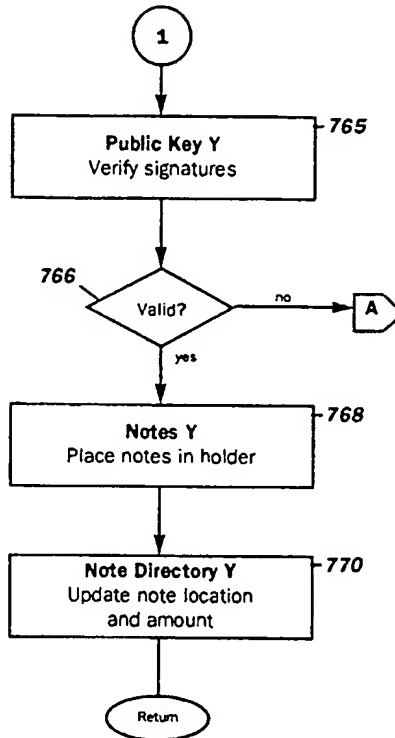 1
765
Public Key Y
Verify signatures
766
Valid?
no
A
yes
768
Notes Y
Place notes in holder
770
Note Directory Y
Update note location
and amount
Return